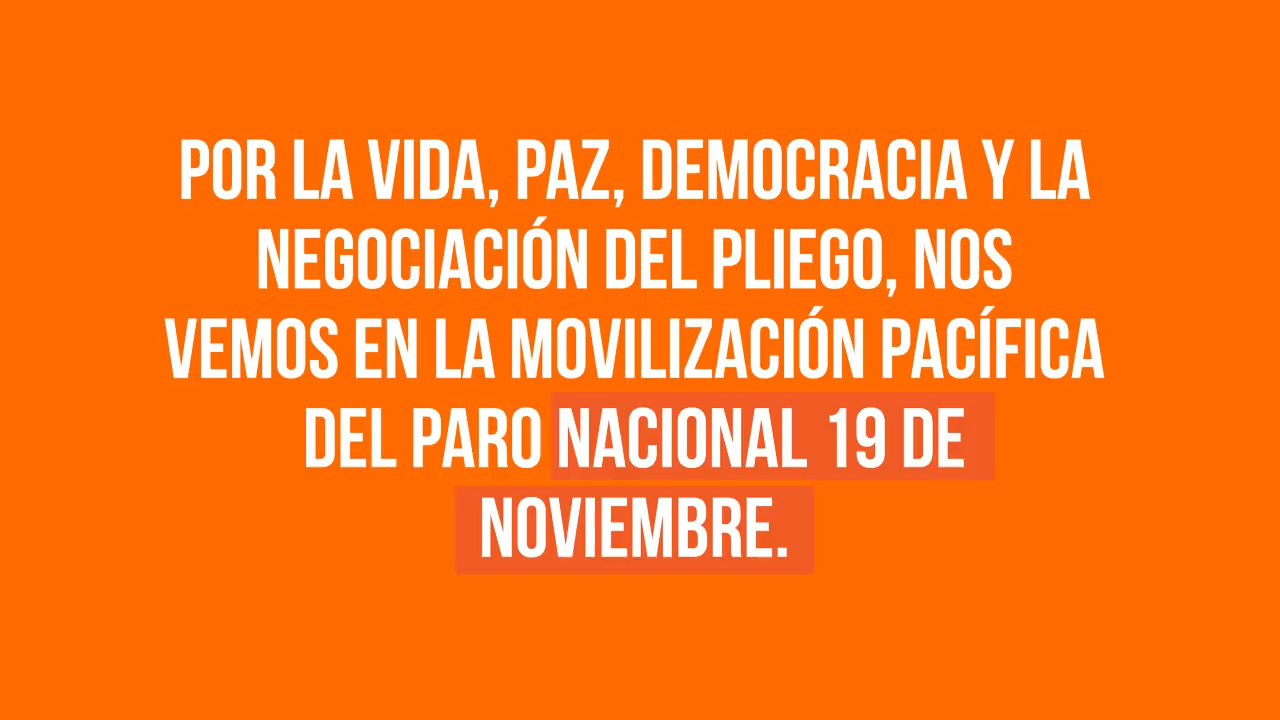 POR LA VIDA, PAZ, DEMOCRACIA Y LA
NEGOCIACIÓN DEL PLIEGO, NOS
VEMOS EN LA MOVILIZACIÓN PACÍFICA
DEL PARO NACIONAL 19 DE
NOVIEMBRE.